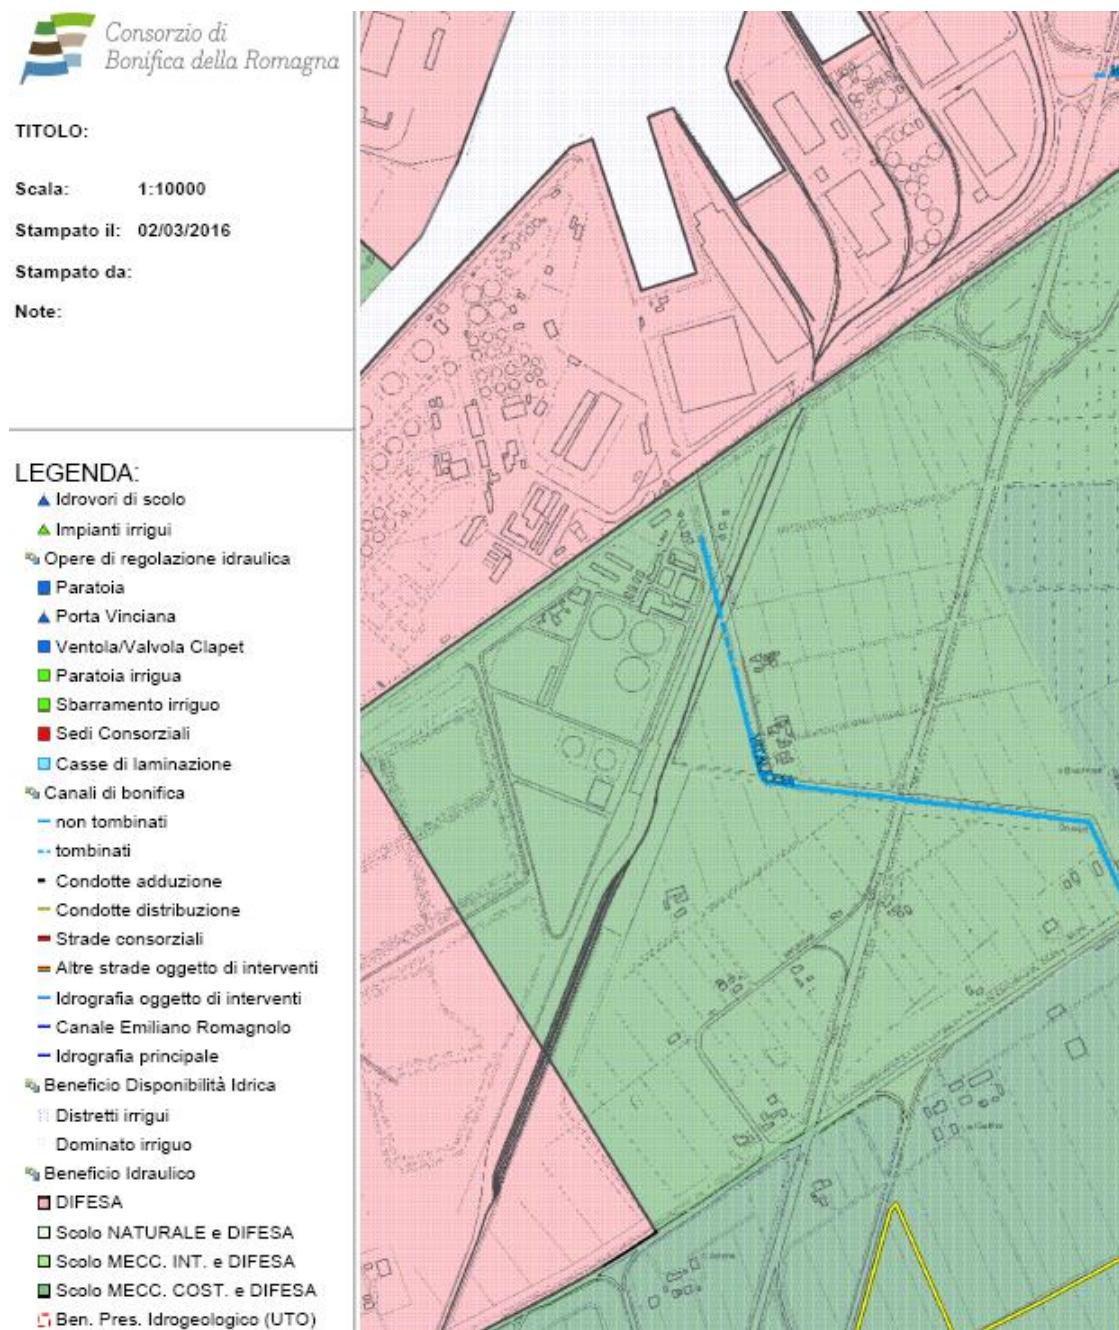 Consorzio di
Bonifica della Romagna
TITOLO:
Scala: 1:10000
Stampato il: 02/03/2016
Stampato da:
Note:
LEGENDA:
Idrovori di scolo
Impianti irrigui
Opere di regolazione idraulica
Paratoia
Porta Vinciana
Ventola/Valvola Clapet
Paratoia irrigua
Sbarramento irriguo
Sedi Consorziali
Casse di laminazione
Canali di bonifica
non tombinati
tombinati
Condotte adduzione
Condotte distribuzione
Strade consorziali
Altre strade oggetto di interventi
Idrografia oggetto di interventi
Canale Emiliano Romagnolo
Idrografia principale
Beneficio Disponibilità Idrica
Distretti irrigui
Dominato irriguo
Beneficio Idraulico
DIFESA
Scolo NATURALE e DIFESA
Scolo MECC. INT. e DIFESA
Scolo MECC. COST. e DIFESA
Ben. Pres. Idrogeologico (UTO)